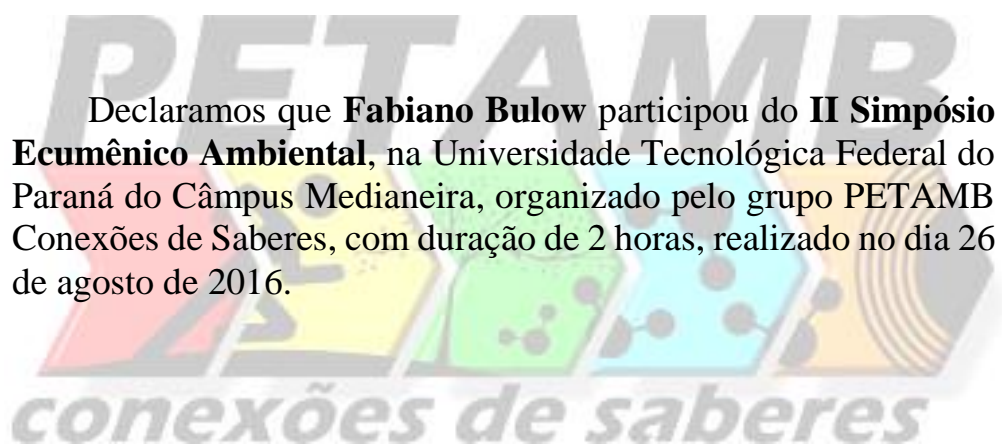 PETAMB
Declaramos que Fabiano Bulow participou do II Simpósio
Ecumênico Ambiental, na Universidade Tecnológica Federal do
Paraná do Câmpus Medianeira, organizado pelo grupo PETAMB
Conexões de Saberes, com duração de 2 horas, realizado no dia 26
de agosto de 2016.
conexões de saberes